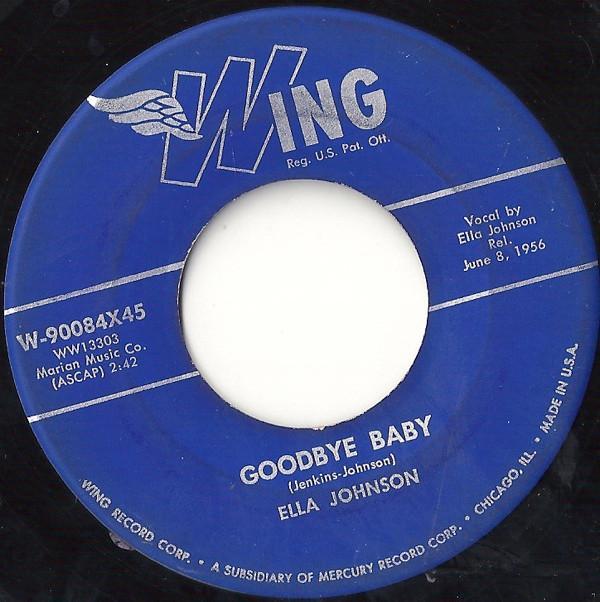 WING
Reg. U.S. Pat. Off.
Vocal by
Ella Johnson
Rel.
June 8, 1956
W-90084X45
WW13303
Marian Music Co.
(ASCAP) 2:42
GOODBYE BABY
(Jenkins-Johnson)
ELLA JOHNSON
WING RECORD CORP. • A SUBSIDIARY OF MERCURY RECORD CORP. • CHICAGO, ILL. • MADE IN U.S.A.